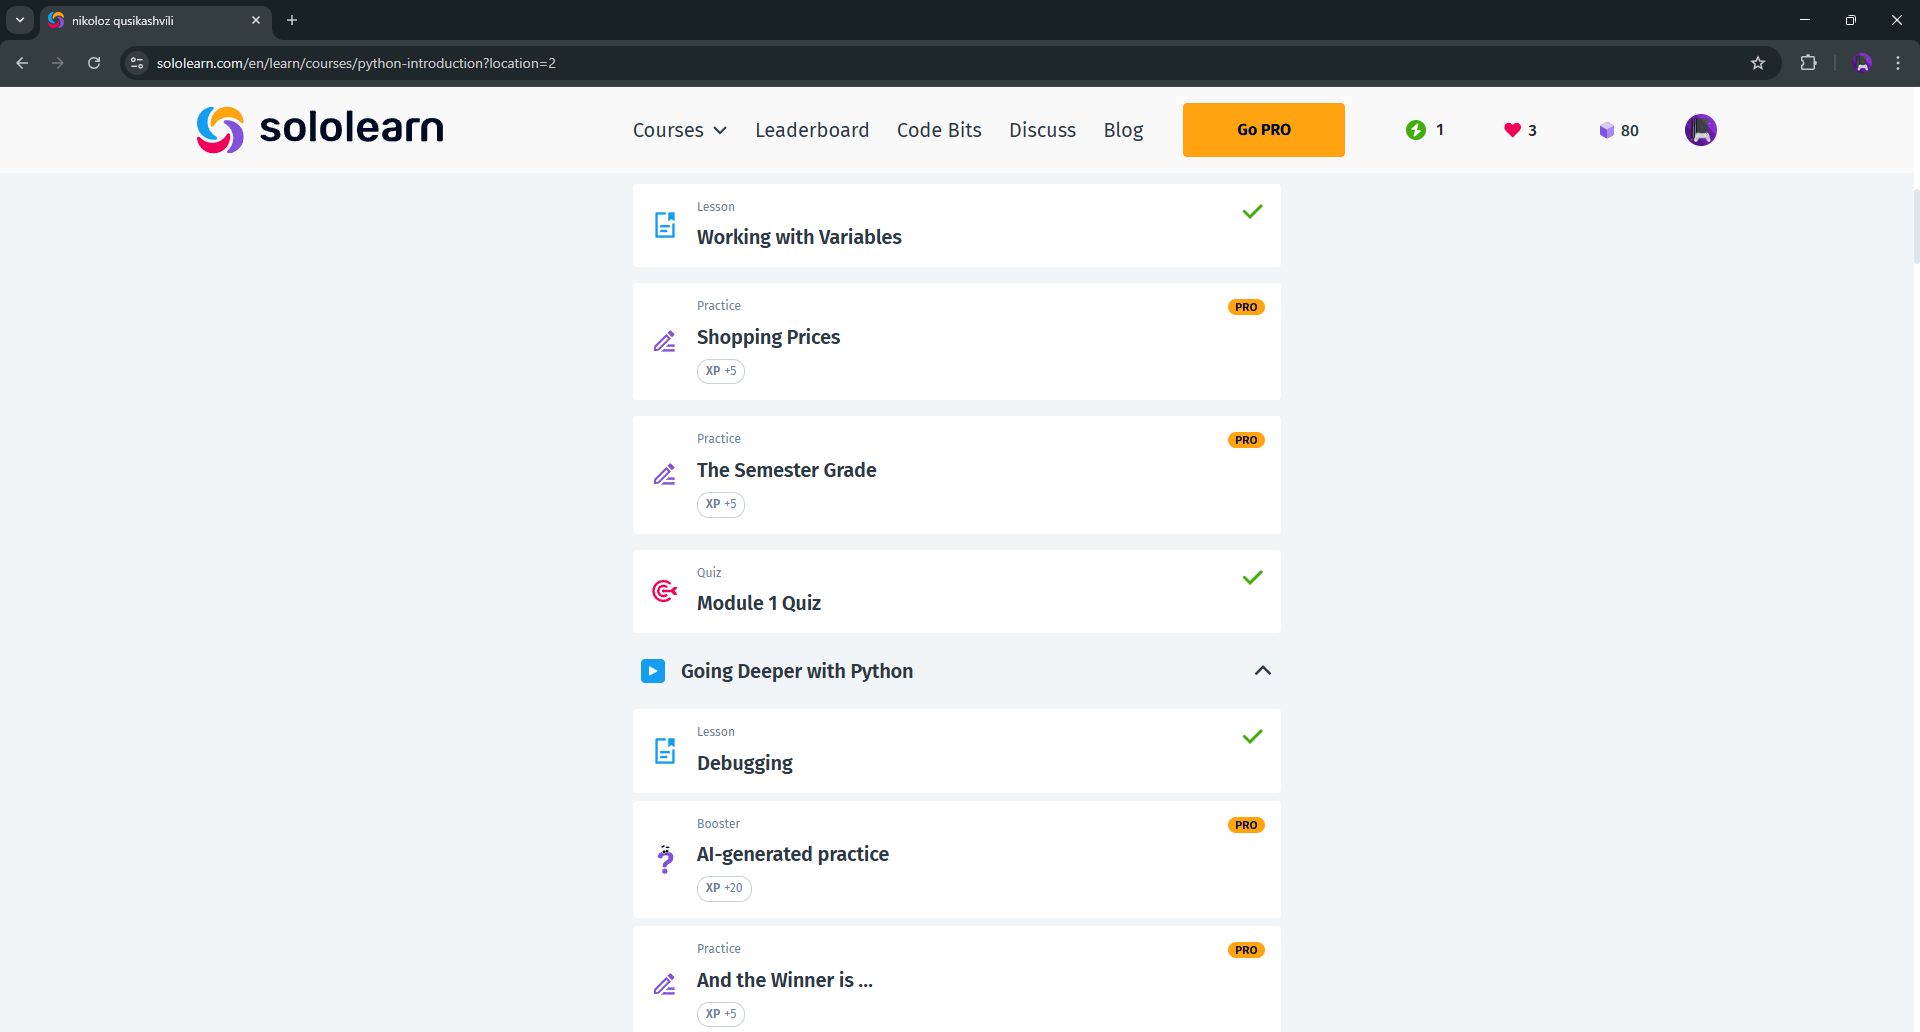 nikoloz qusikashvili
sololearn.com/en/learn/courses/python-introduction?location=2
sololearn
Courses
Leaderboard
Code Bits
Discuss
Blog
Go PRO
1
3
80
Lesson
Working with Variables
Practice
PRO
Shopping Prices
XP +5
Practice
PRO
The Semester Grade
XP +5
Quiz
Module 1 Quiz
Going Deeper with Python
Lesson
Debugging
Booster
PRO
AI-generated practice
XP +20
Practice
PRO
And the Winner is ...
XP +5